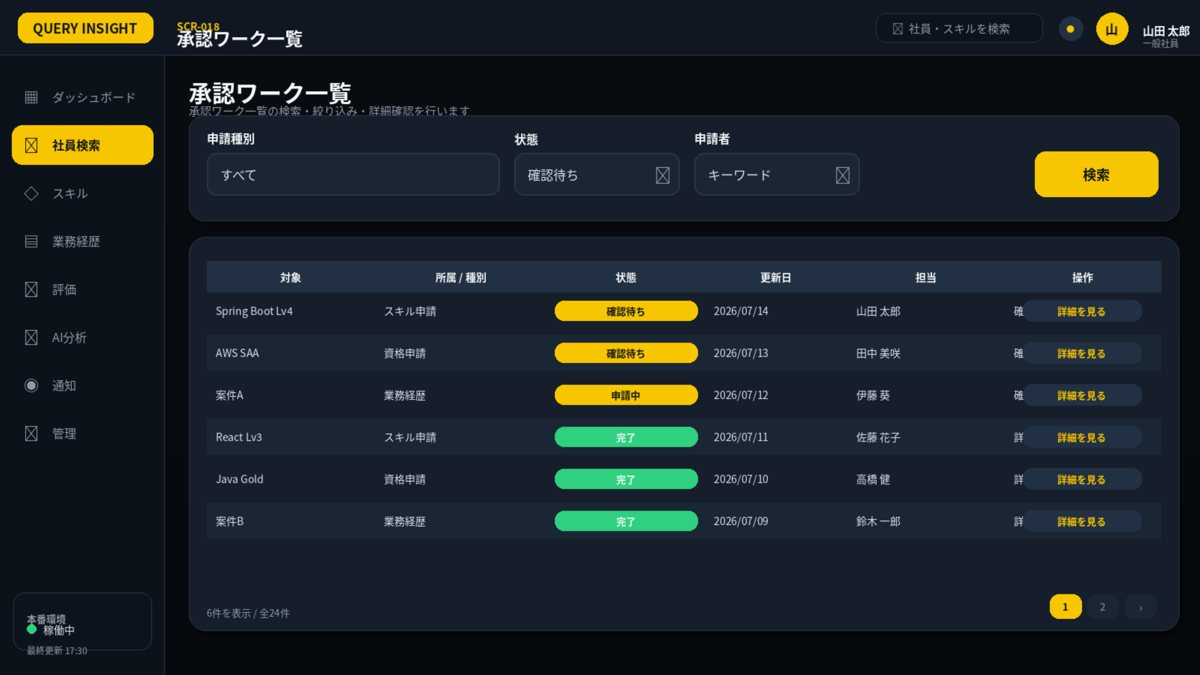 QUERY INSIGHT
SCR-018
承認ワーク一覧
社員・スキルを検索
山
山田 太郎
一般社員
ダッシュボード
社員検索
スキル
業務経歴
評価
AI分析
通知
管理
本番環境
稼働中
最終更新 17:30
承認ワーク一覧
承認ワーク一覧の検索・絞り込み・詳細確認を行います
申請種別 状態 申請者
すべて 確認待ち キーワード 検索
対象 所属 / 種別 状態 更新日 担当 操作
Spring Boot Lv4 スキル申請 確認待ち 2026/07/14 山田 太郎 確 詳細を見る
AWS SAA 資格申請 確認待ち 2026/07/13 田中 美咲 確 詳細を見る
案件A 業務経歴 申請中 2026/07/12 伊藤 葵 確 詳細を見る
React Lv3 スキル申請 完了 2026/07/11 佐藤 花子 詳 詳細を見る
Java Gold 資格申請 完了 2026/07/10 高橋 健 詳 詳細を見る
案件B 業務経歴 完了 2026/07/09 鈴木 一郎 詳 詳細を見る
6件を表示 / 全24件
1 2 ›